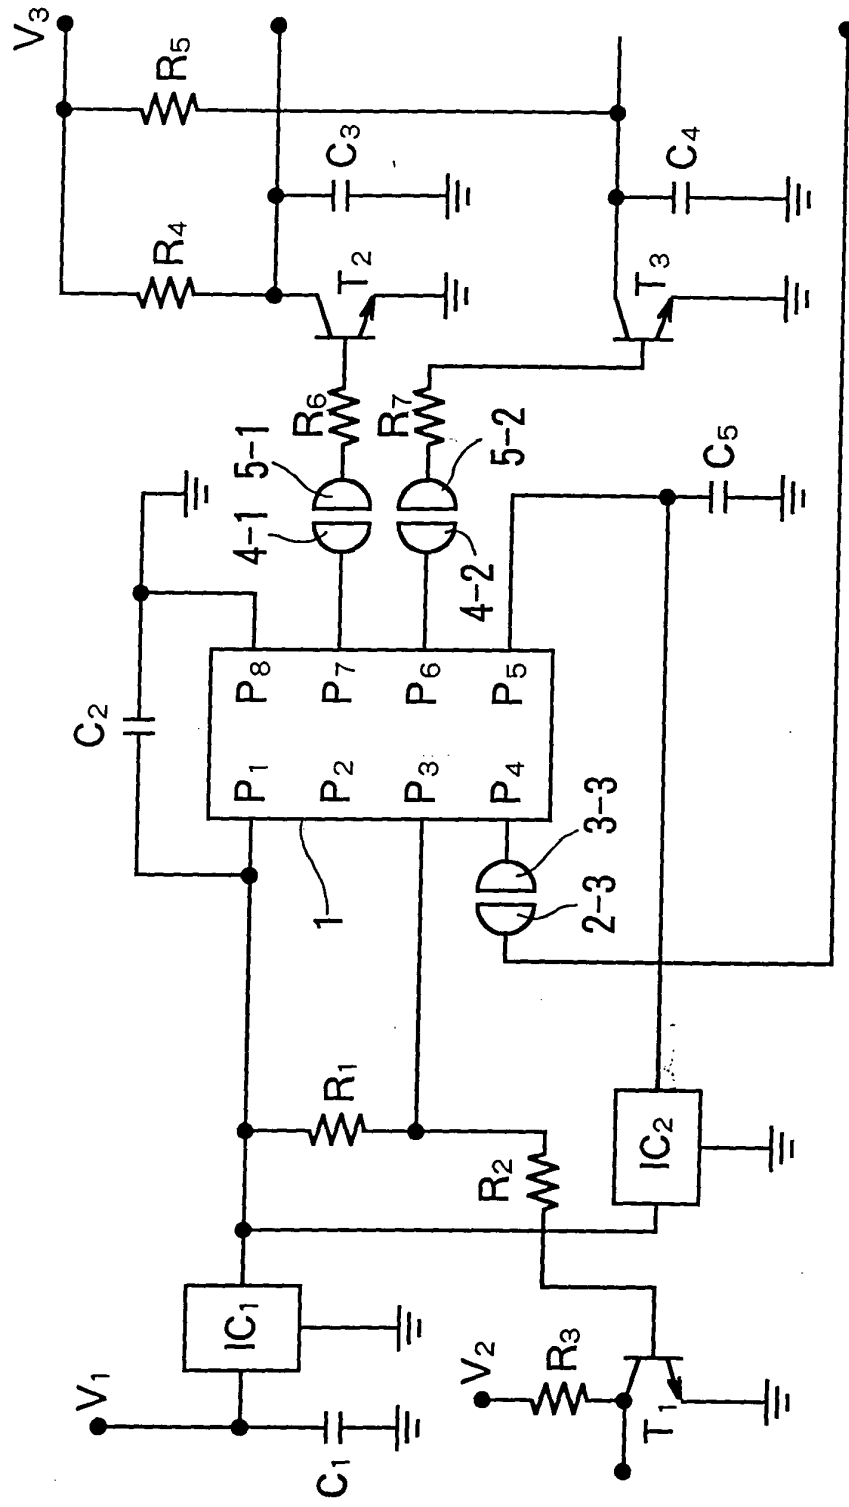 V3
R5
R4
C3
C4
T2
T3
R6
R7
5-1
5-2
4-1
4-2
C5
C2
P8
P7
P6
P5
P1
P2
P3
P4
1
3-3
2-3
R1
R2
IC2
IC1
V1
V2
R3
C1
T1